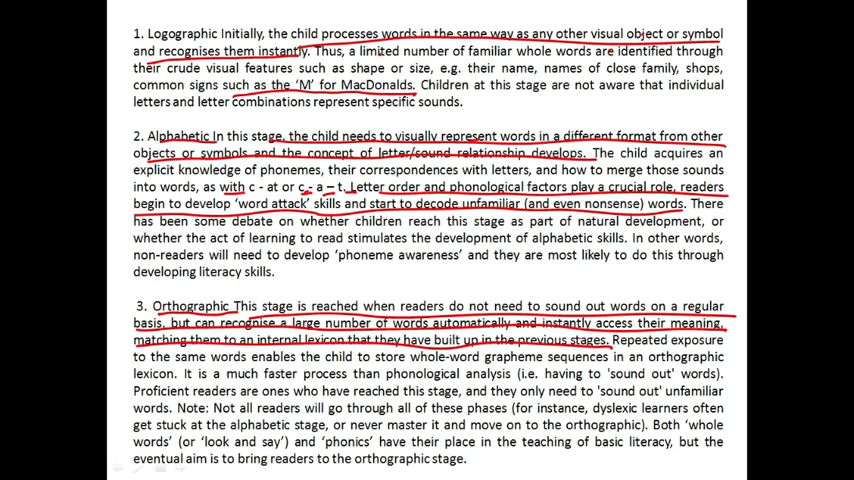 1. Logographic Initially, the child processes words in the same way as any other visual object or symbol
and recognises them instantly. Thus, a limited number of familiar whole words are identified through
their crude visual features such as shape or size, e.g. their name, names of close family, shops,
common signs such as the 'M' for MacDonalds. Children at this stage are not aware that individual
letters and letter combinations represent specific sounds.
2. Alphabetic In this stage, the child needs to visually represent words in a different format from other
objects or symbols and the concept of letter/sound relationship develops. The child acquires an
explicit knowledge of phonemes, their correspondences with letters, and how to merge those sounds
into words, as with c - at or c - a – t. Letter order and phonological factors play a crucial role, readers
begin to develop 'word attack' skills and start to decode unfamiliar (and even nonsense) words. There
has been some debate on whether children reach this stage as part of natural development, or
whether the act of learning to read stimulates the development of alphabetic skills. In other words,
non-readers will need to develop 'phoneme awareness' and they are most likely to do this through
developing literacy skills.
3. Orthographic This stage is reached when readers do not need to sound out words on a regular
basis, but can recognise a large number of words automatically and instantly access their meaning,
matching them to an internal lexicon that they have built up in the previous stages. Repeated exposure
to the same words enables the child to store whole-word grapheme sequences in an orthographic
lexicon. It is a much faster process than phonological analysis (i.e. having to 'sound out' words).
Proficient readers are ones who have reached this stage, and they only need to 'sound out' unfamiliar
words. Note: Not all readers will go through all of these phases (for instance, dyslexic learners often
get stuck at the alphabetic stage, or never master it and move on to the orthographic). Both 'whole
words' (or 'look and say') and 'phonics' have their place in the teaching of basic literacy, but the
eventual aim is to bring readers to the orthographic stage.